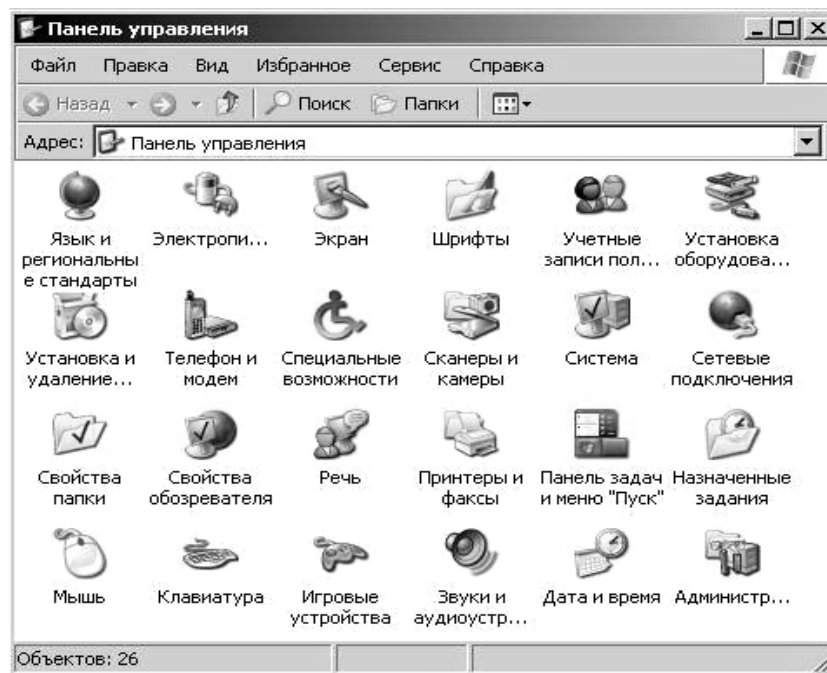 Панель управления
Файл Правка Вид Избранное Сервис Справка
Назад Поиск Папки
Адрес: Панель управления
Язык и региональны е стандарты
Электропи...
Экран
Шрифты
Учетные записи пол...
Установка оборудова...
Установка и удаление...
Телефон и модем
Специальные возможности
Сканеры и камеры
Система
Сетевые подключения
Свойства папки
Свойства обозревателя
Речь
Принтеры и факсы
Панель задач и меню "Пуск"
Назначенные задания
Мышь
Клавиатура
Игровые устройства
Звуки и аудиоустр...
Дата и время
Администр...
Объектов: 26